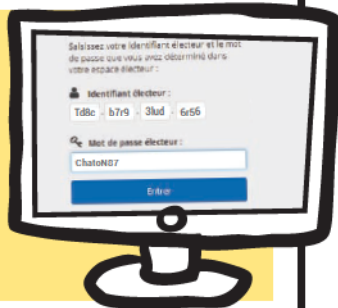 Saisissez votre identifiant électeur et le mot
de passe que vous avez déterminé dans
votre espace électeur :
Identifiant électeur :
Td8c - b7r9 - 3lud - 6r56
Mot de passe électeur :
ChatoN87
Entrer